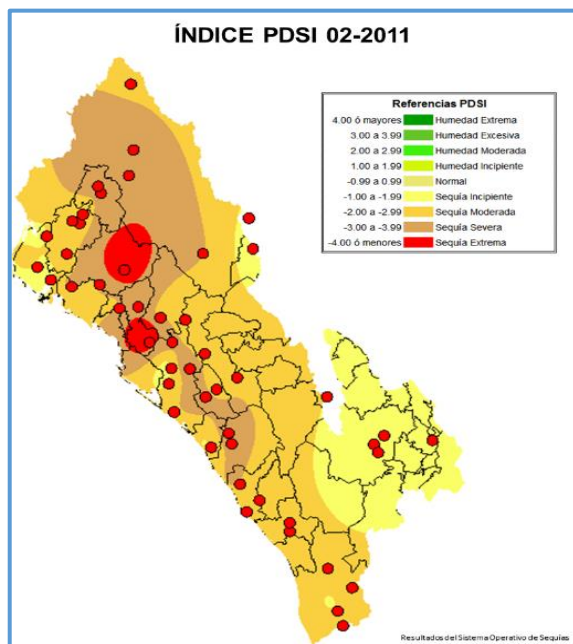 ÍNDICE PDSI 02-2011
Referencias PDSI
4.00 ó mayores Humedad Extrema
3.00 a 3.99 Humedad Excesiva
2.00 a 2.99 Humedad Moderada
1.00 a 1.99 Humedad Incipiente
-0.99 a 0.99 Normal
-1.00 a -1.99 Sequía Incipiente
-2.00 a -2.99 Sequía Moderada
-3.00 a -3.99 Sequía Severa
-4.00 ó menores Sequía Extrema
Resultados del Sistema Operativo de Sequías